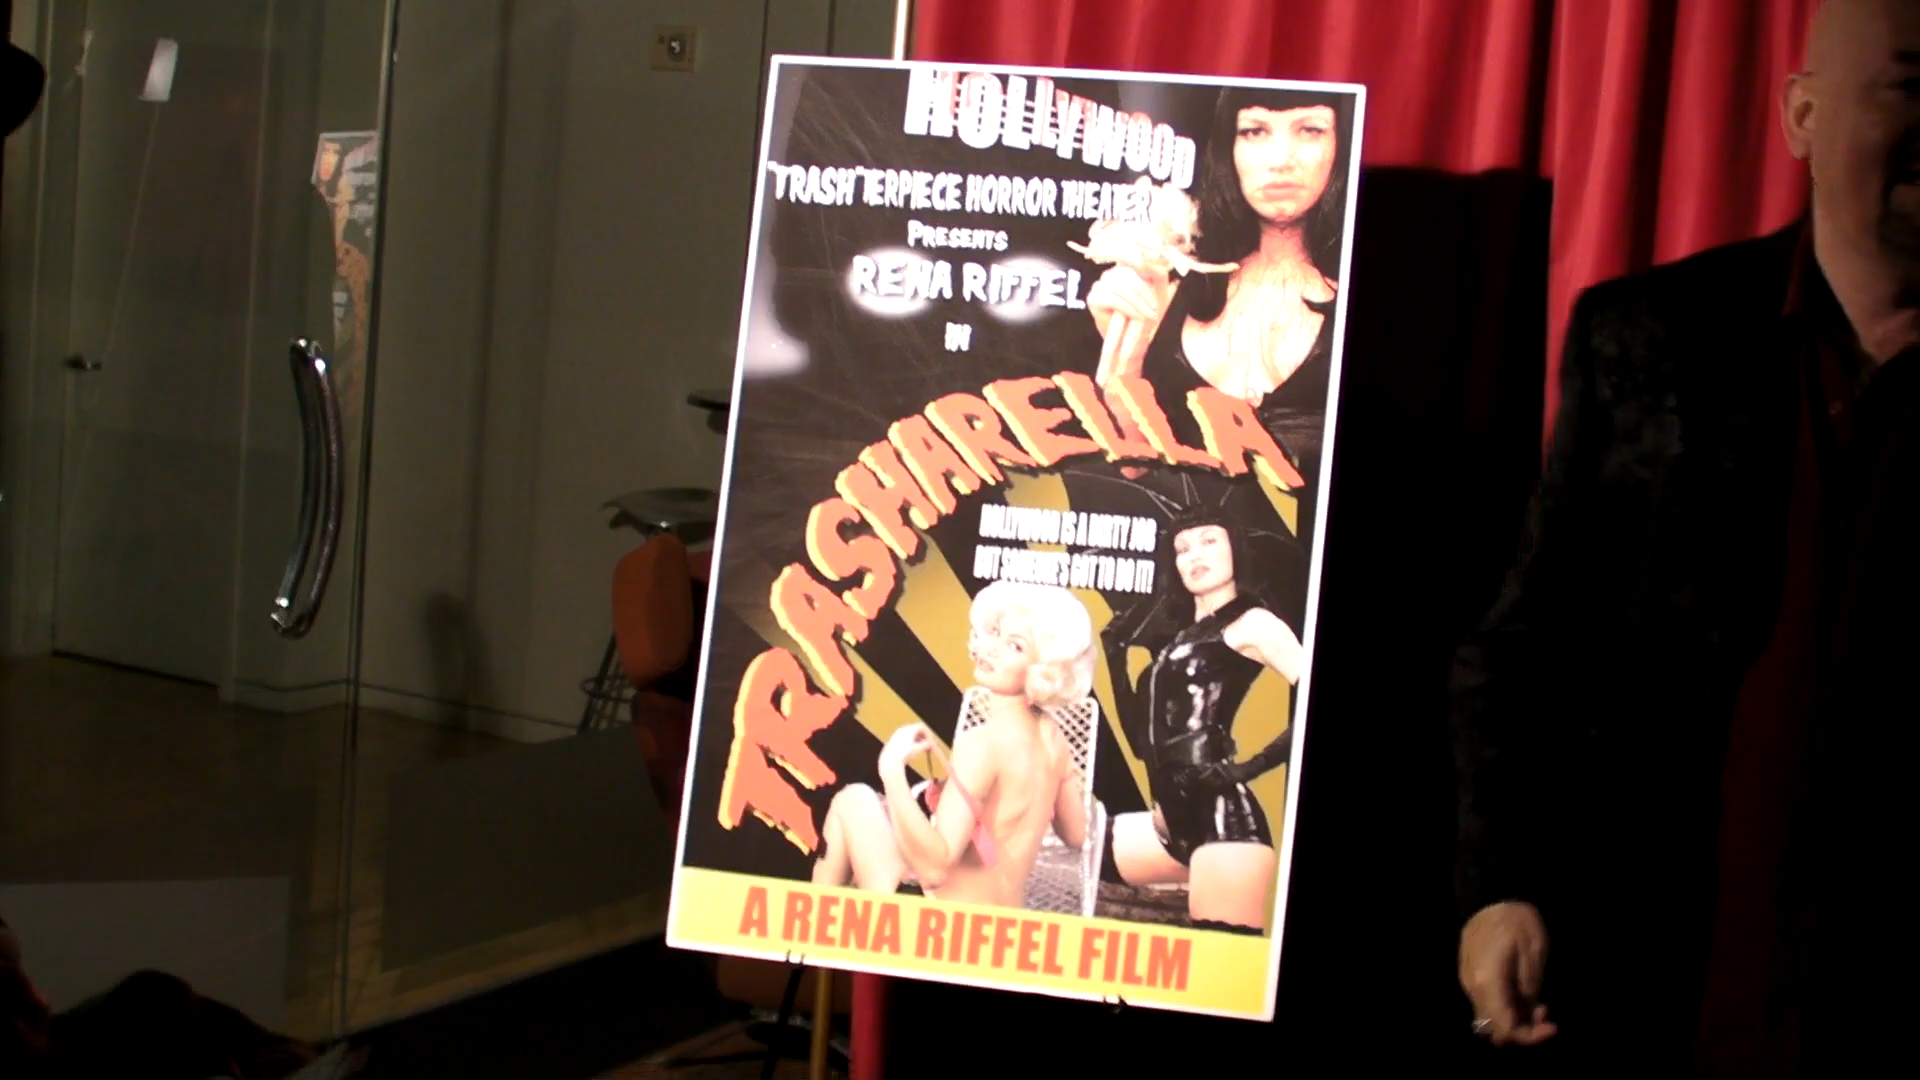 HOLLYWOOD
"TRASH"TERPIECE HORROR THEATER
PRESENTS
RENA RIFFEL
IN
TRASHARELLA
HOLLYWOOD IS A DIRTY JOB
BUT SOMEONE'S GOT TO DO IT!
A RENA RIFFEL FILM